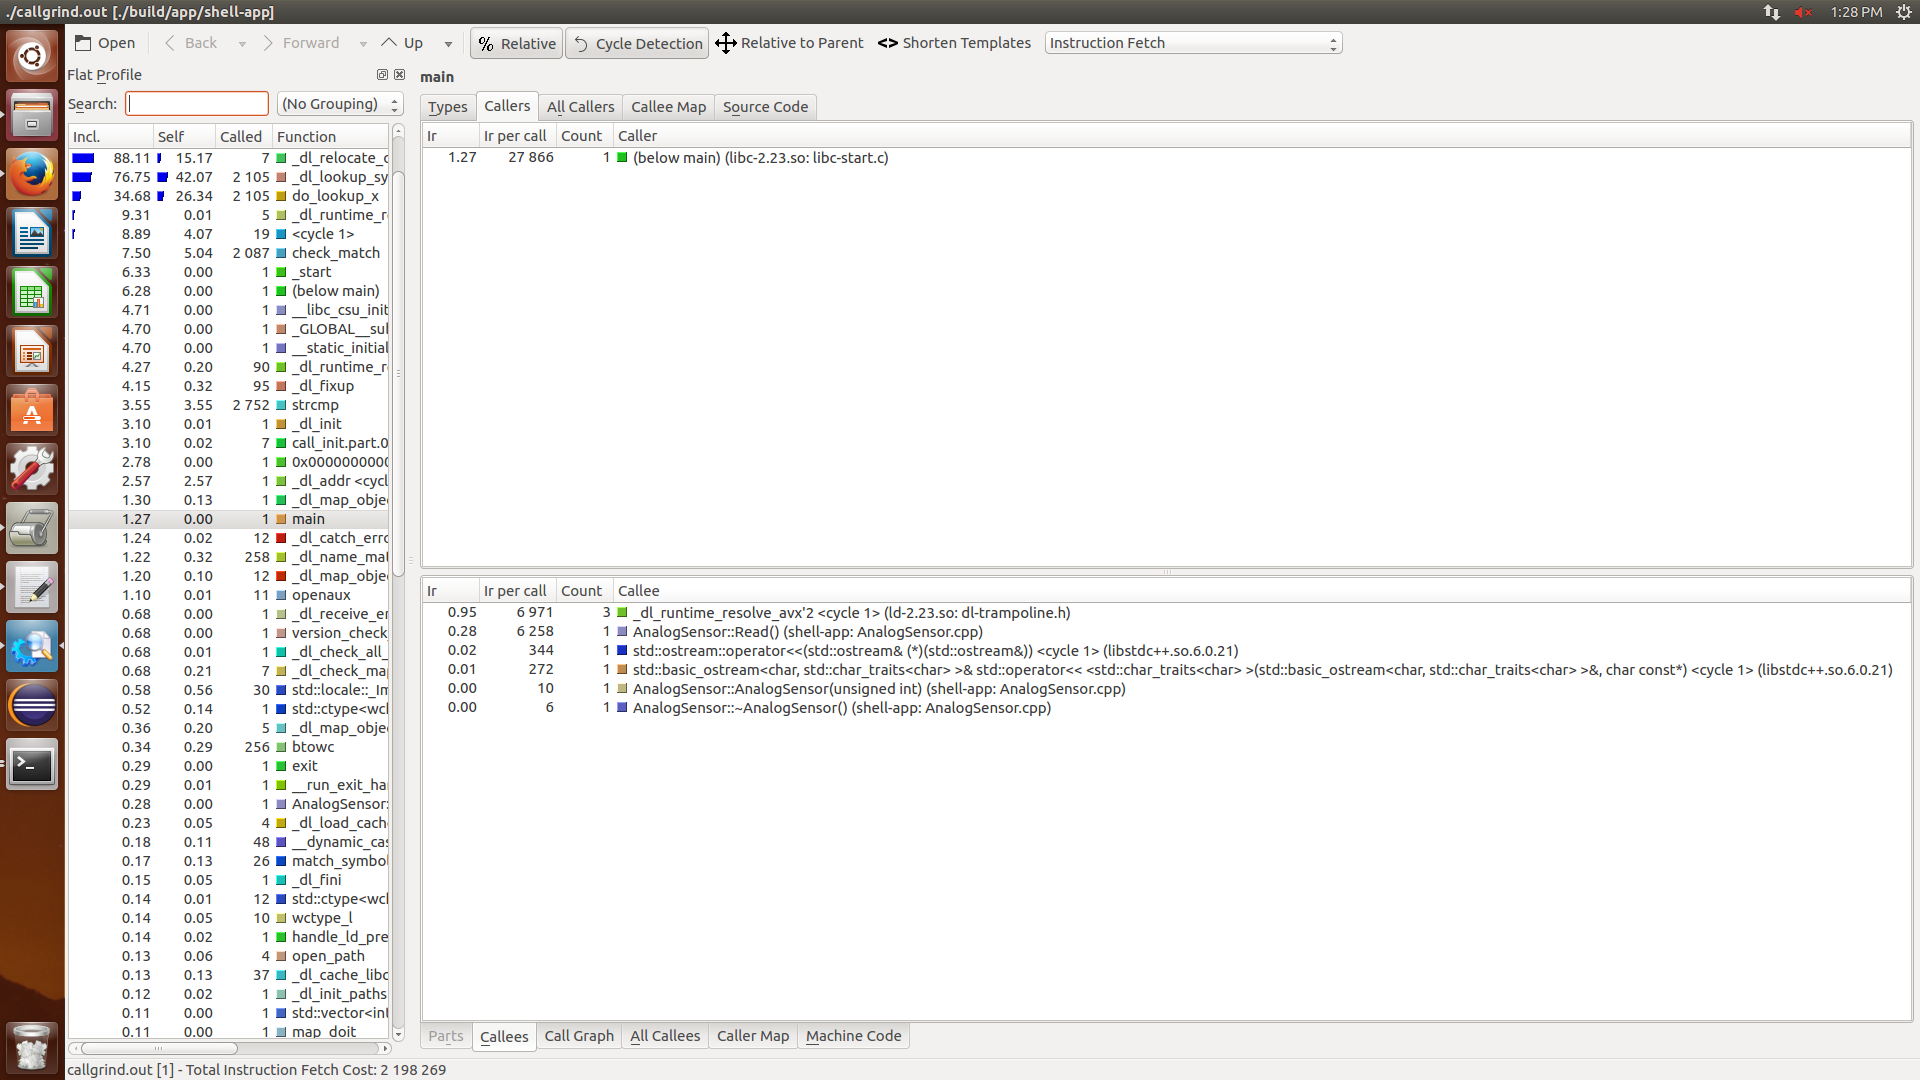 ./callgrind.out [./build/app/shell-app] 1:28 PM
Open Back Forward Up % Relative Cycle Detection Relative to Parent <> Shorten Templates Instruction Fetch
Flat Profile
Search: (No Grouping)
Incl. Self Called Function
88.11 15.17 7 _dl_relocate_o
76.75 42.07 2 105 _dl_lookup_sy
34.68 26.34 2 105 do_lookup_x
9.31 0.01 5 _dl_runtime_re
8.89 4.07 19 <cycle 1>
7.50 5.04 2 087 check_match
6.33 0.00 1 _start
6.28 0.00 1 (below main)
4.71 0.00 1 __libc_csu_init
4.70 0.00 1 _GLOBAL__sub
4.70 0.00 1 __static_initial
4.27 0.20 90 _dl_runtime_re
4.15 0.32 95 _dl_fixup
3.55 3.55 2 752 strcmp
3.10 0.01 1 _dl_init
3.10 0.02 7 call_init.part.0
2.78 0.00 1 0x0000000000
2.57 2.57 1 _dl_addr <cycl
1.30 0.13 1 _dl_map_objec
1.27 0.00 1 main
1.24 0.02 12 _dl_catch_erro
1.22 0.32 258 _dl_name_mat
1.20 0.10 12 _dl_map_objec
1.10 0.01 11 openaux
0.68 0.00 1 _dl_receive_er
0.68 0.00 1 version_check_
0.68 0.01 1 _dl_check_all_
0.68 0.21 7 _dl_check_map
0.58 0.56 30 std::locale::_Im
0.52 0.14 1 std::ctype<wch
0.36 0.20 5 _dl_map_objec
0.34 0.29 256 btowc
0.29 0.00 1 exit
0.29 0.01 1 __run_exit_han
0.28 0.00 1 AnalogSensor:
0.23 0.05 4 _dl_load_cache
0.18 0.11 48 __dynamic_cas
0.17 0.13 26 match_symbol
0.15 0.05 1 _dl_fini
0.14 0.01 12 std::ctype<wch
0.14 0.05 10 wctype_l
0.14 0.02 1 handle_ld_pre
0.13 0.06 4 open_path
0.13 0.13 37 _dl_cache_libc
0.12 0.02 1 _dl_init_paths
0.11 0.00 1 std::vector<int
0.11 0.00 1 map_doit
main
Types Callers All Callers Callee Map Source Code
Ir Ir per call Count Caller
1.27 27 866 1 (below main) (libc-2.23.so: libc-start.c)
Ir Ir per call Count Callee
0.95 6 971 3 _dl_runtime_resolve_avx'2 <cycle 1> (ld-2.23.so: dl-trampoline.h)
0.28 6 258 1 AnalogSensor::Read() (shell-app: AnalogSensor.cpp)
0.02 344 1 std::ostream::operator<<(std::ostream& (*)(std::ostream&)) <cycle 1> (libstdc++.so.6.0.21)
0.01 272 1 std::basic_ostream<char, std::char_traits<char> >& std::operator<< <std::char_traits<char> >(std::basic_ostream<char, std::char_traits<char> >&, char const*) <cycle 1> (libstdc++.so.6.0.21)
0.00 10 1 AnalogSensor::AnalogSensor(unsigned int) (shell-app: AnalogSensor.cpp)
0.00 6 1 AnalogSensor::~AnalogSensor() (shell-app: AnalogSensor.cpp)
Parts Callees Call Graph All Callees Caller Map Machine Code
callgrind.out [1] - Total Instruction Fetch Cost: 2 198 269